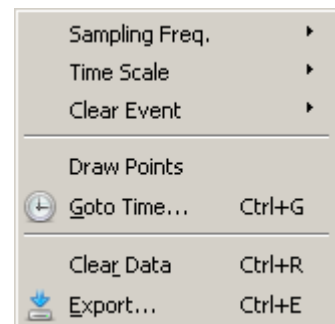 Sampling Freq.
Time Scale
Clear Event
Draw Points
Goto Time... Ctrl+G
Clear Data Ctrl+R
Export... Ctrl+E